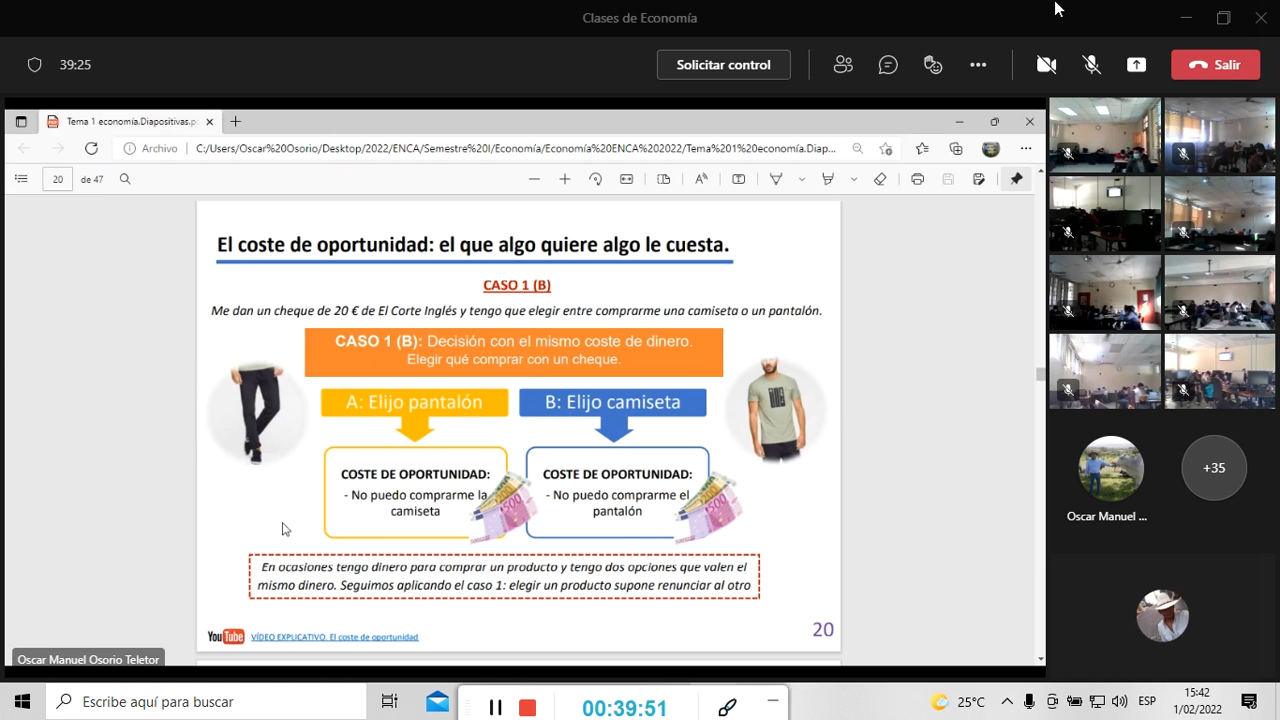 Clases de Economía
39:25
Solicitar control
Salir
Tema 1 economía.Diapositivas.pd
Archivo
C:/Users/Oscar%20Osorio/Desktop/2022/ENCA/Semestre%20I/Economía/Economía%20ENCA%202022/Tema%201%20economía.Diap...
20
de 47
El coste de oportunidad: el que algo quiere algo le cuesta.
CASO 1 (B)
Me dan un cheque de 20 € de El Corte Inglés y tengo que elegir entre comprarme una camiseta o un pantalón.
CASO 1 (B): Decisión con el mismo coste de dinero.
Elegir qué comprar con un cheque.
A: Elijo pantalón
B: Elijo camiseta
COSTE DE OPORTUNIDAD:
- No puedo comprarme la
camiseta
COSTE DE OPORTUNIDAD:
- No puedo comprarme el
pantalón
500
500
En ocasiones tengo dinero para comprar un producto y tengo dos opciones que valen el
mismo dinero. Seguimos aplicando el caso 1: elegir un producto supone renunciar al otro
YouTube
VÍDEO EXPLICATIVO. El coste de oportunidad
20
Oscar Manuel Osorio Teletor
Oscar Manuel ...
+35
Escribe aquí para buscar
00:39:51
25°C
ESP
15:42
1/02/2022